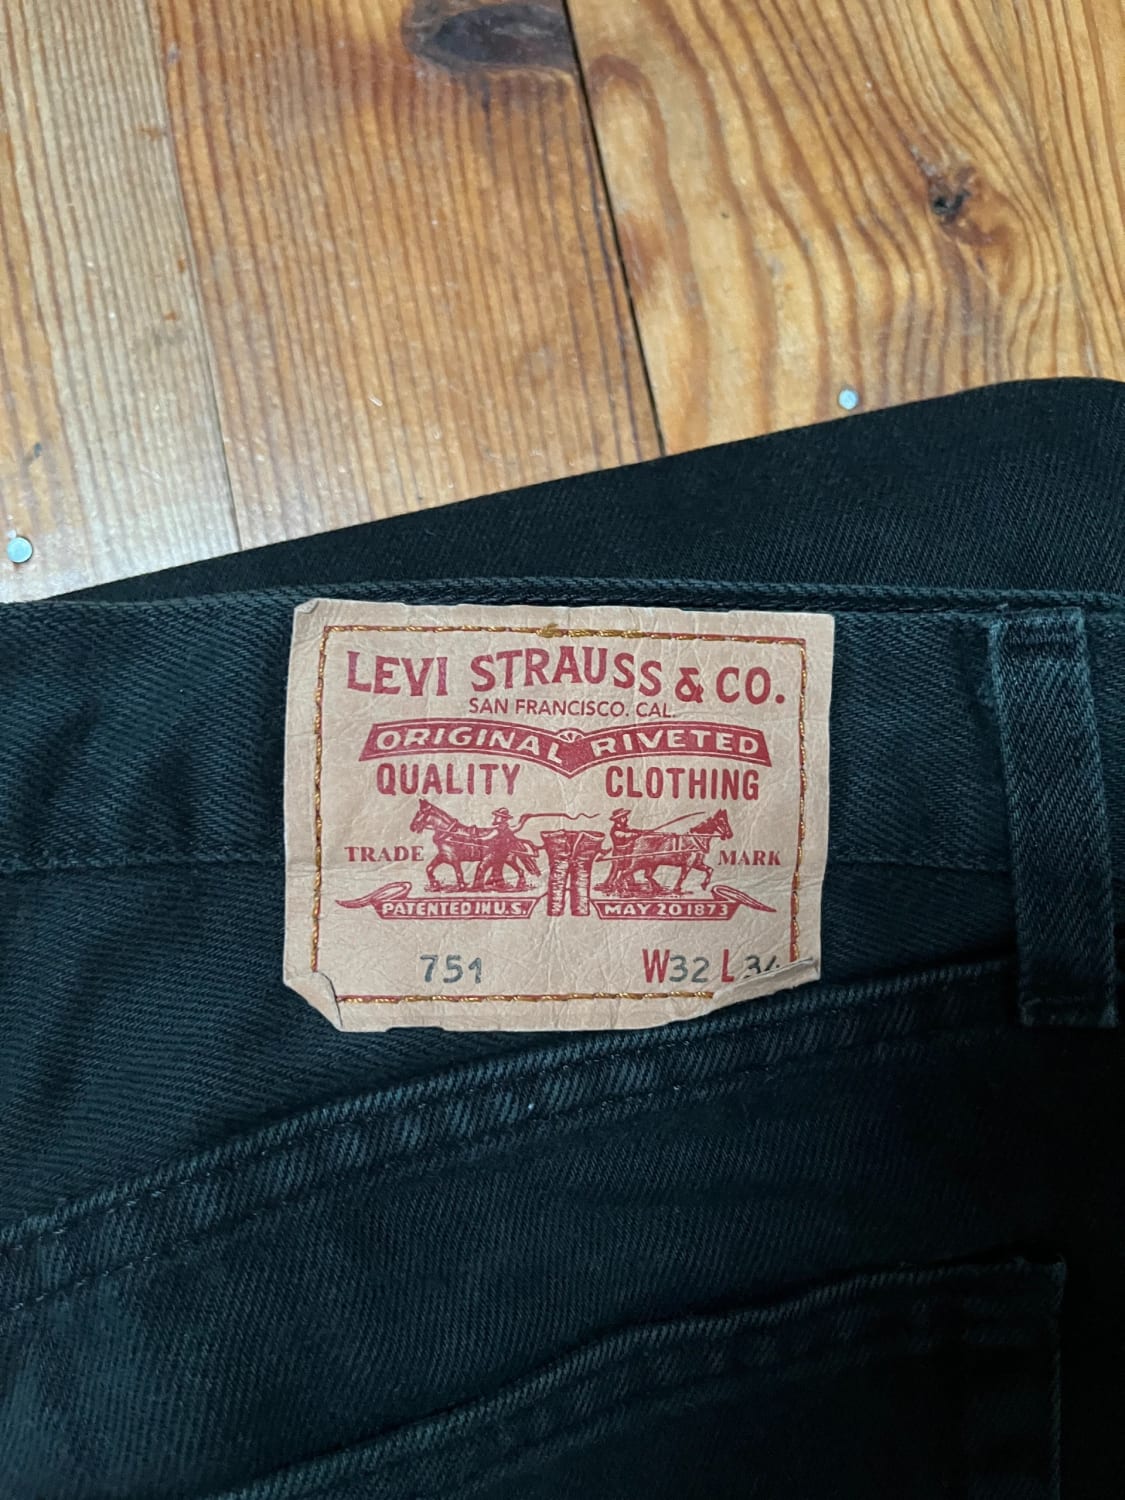 LEVI STRAUSS & CO.
SAN FRANCISCO. CAL.
ORIGINAL RIVETED
QUALITY CLOTHING
TRADE MARK
PATENTED IN U.S. MAY 20 1873
751 W32 L34